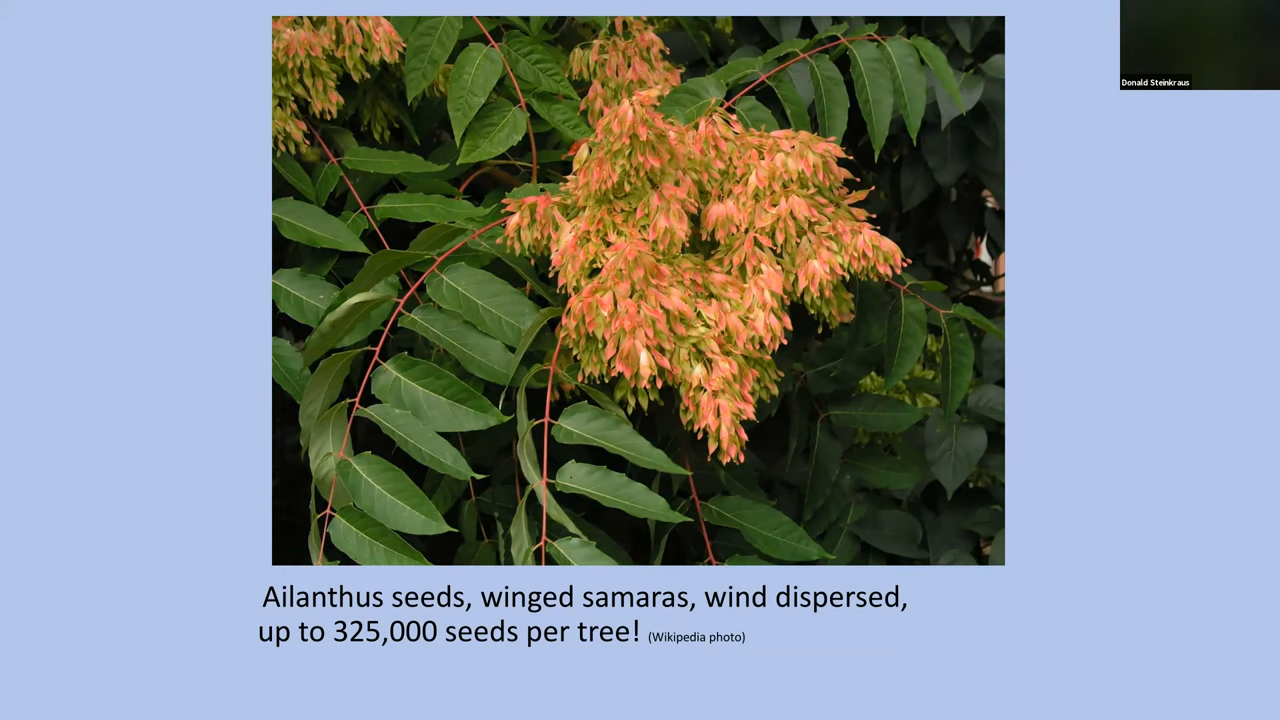 Donald Steinkraus
Ailanthus seeds, winged samaras, wind dispersed,
up to 325,000 seeds per tree! (Wikipedia photo)